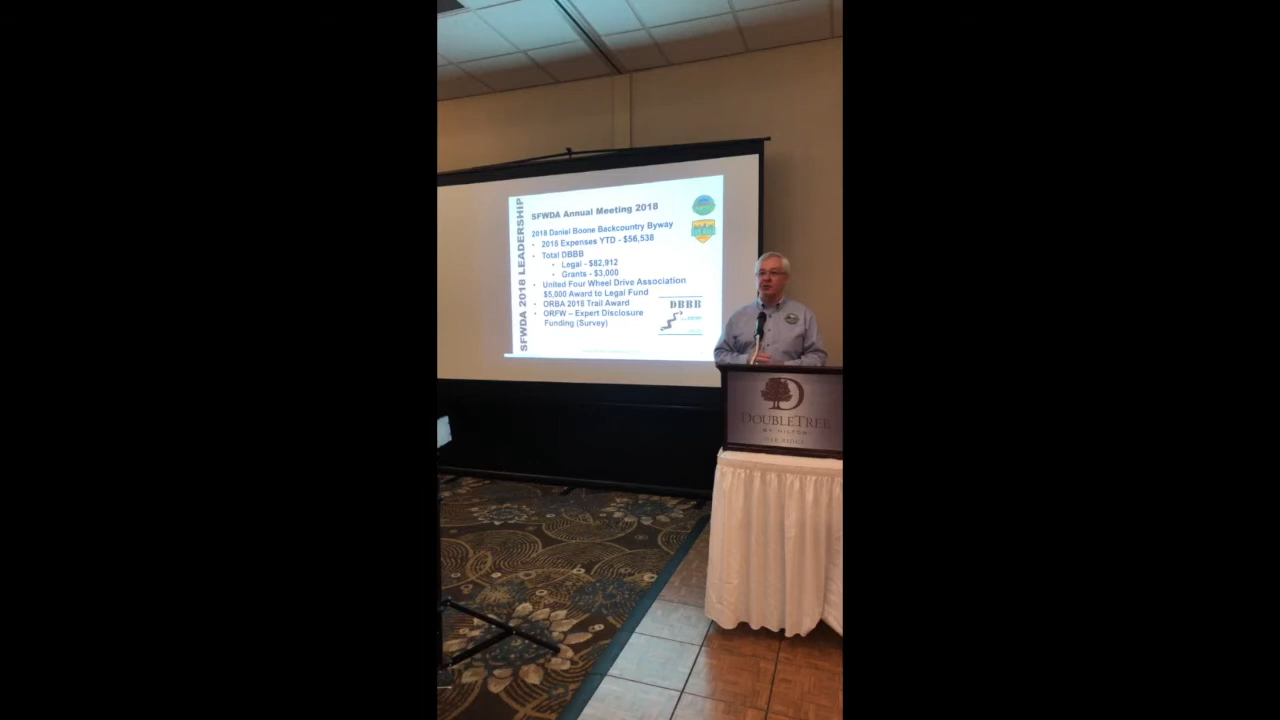 SFWDA 2018 LEADERSHIP
SFWDA Annual Meeting 2018
2018 Daniel Boone Backcountry Byway
• 2018 Expenses YTD - $56,538
• Total DBBB
• Legal - $82,912
• Grants - $3,000
• United Four Wheel Drive Association
$5,000 Award to Legal Fund
• ORBA 2018 Trail Award
• ORFW – Expert Disclosure
Funding (Survey)
DBBB
DOUBLETREE
BY HILTON
OAK RIDGE